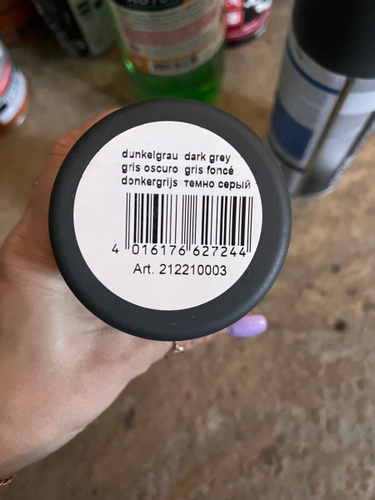 dunkelgrau dark grey
gris oscuro gris foncé
donkergrijs темно серый
4 016176 627244
Art. 212210003